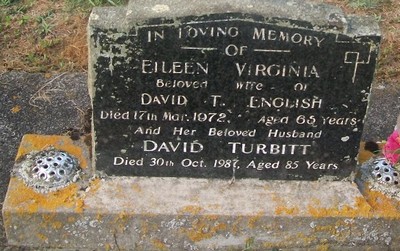 IN LOVING MEMORY
OF
EILEEN VIRGINIA
Beloved Wife Of
DAVID T. ENGLISH
Died 17th Mar. 1972, Aged 65 Years
And Her Beloved Husband
DAVID TURBITT
Died 30th Oct. 1987, Aged 85 Years